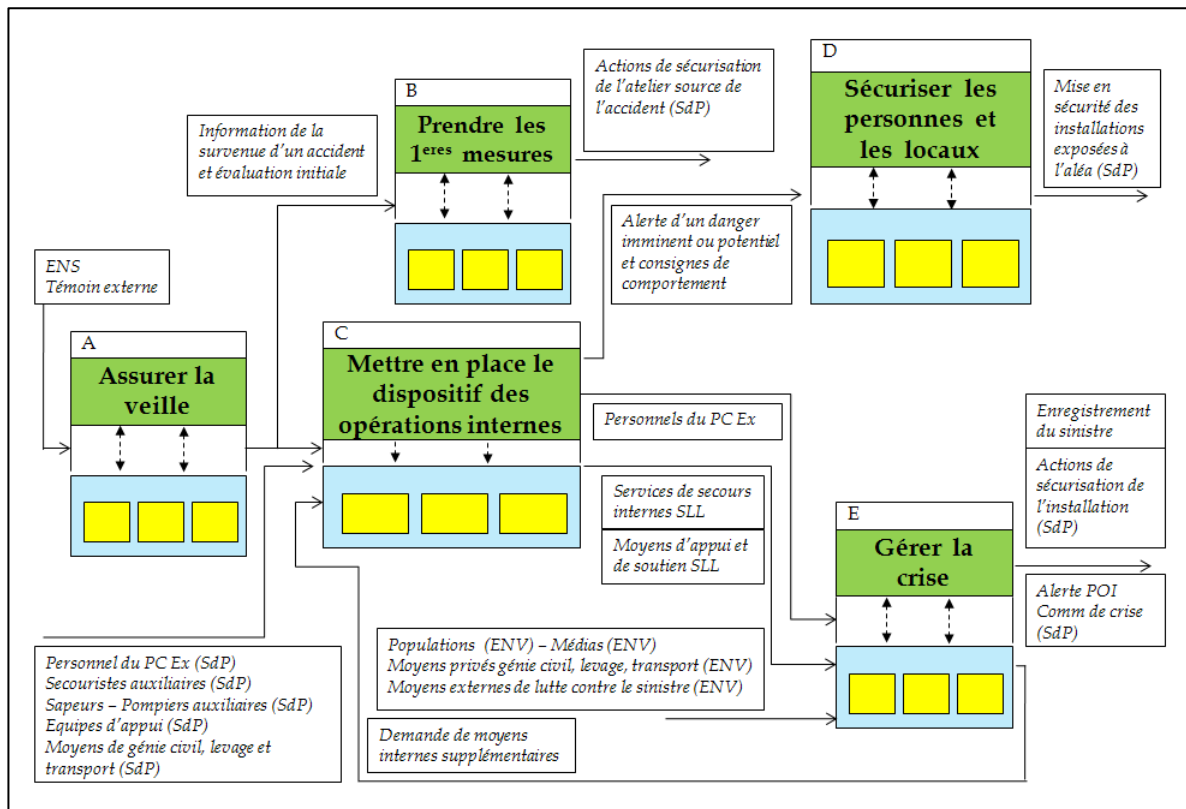 B
Prendre les
1eres mesures
Actions de sécurisation
de l'atelier source de
l'accident (SdP)
D
Sécuriser les
personnes et
les locaux
Mise en
sécurité des
installations
exposées à
l'aléa (SdP)
Information de la
survenue d'un accident
et évaluation initiale
Alerte d'un danger
imminent ou potentiel
et consignes de
comportement
ENS
Témoin externe
A
Assurer la
veille
C
Mettre en place le
dispositif des
opérations internes
Personnels du PC Ex
Services de secours
internes SLL
Moyens d'appui et
de soutien SLL
E
Gérer la
crise
Enregistrement
du sinistre
Actions de
sécurisation de
l'installation
(SdP)
Alerte POI
Comm de crise
(SdP)
Personnel du PC Ex (SdP)
Secouristes auxiliaires (SdP)
Sapeurs – Pompiers auxiliaires (SdP)
Equipes d'appui (SdP)
Moyens de génie civil, levage et
transport (SdP)
Populations (ENV) – Médias (ENV)
Moyens privés génie civil, levage, transport (ENV)
Moyens externes de lutte contre le sinistre (ENV)
Demande de moyens
internes supplémentaires